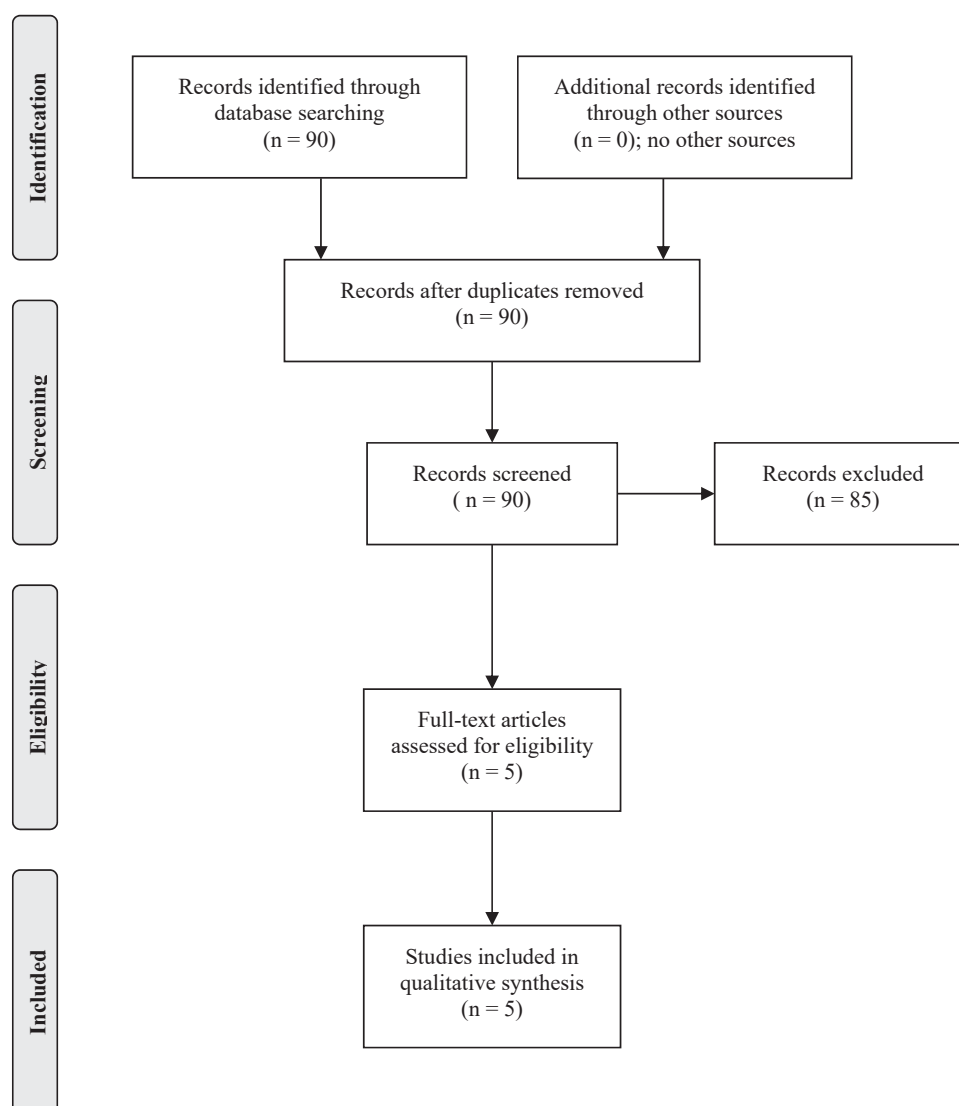 Identification
Records identified through
database searching
(n = 90)
Additional records identified
through other sources
(n = 0); no other sources
Records after duplicates removed
(n = 90)
Screening
Records screened
( n = 90)
Records excluded
(n = 85)
Eligibility
Full-text articles
assessed for eligibility
(n = 5)
Included
Studies included in
qualitative synthesis
(n = 5)